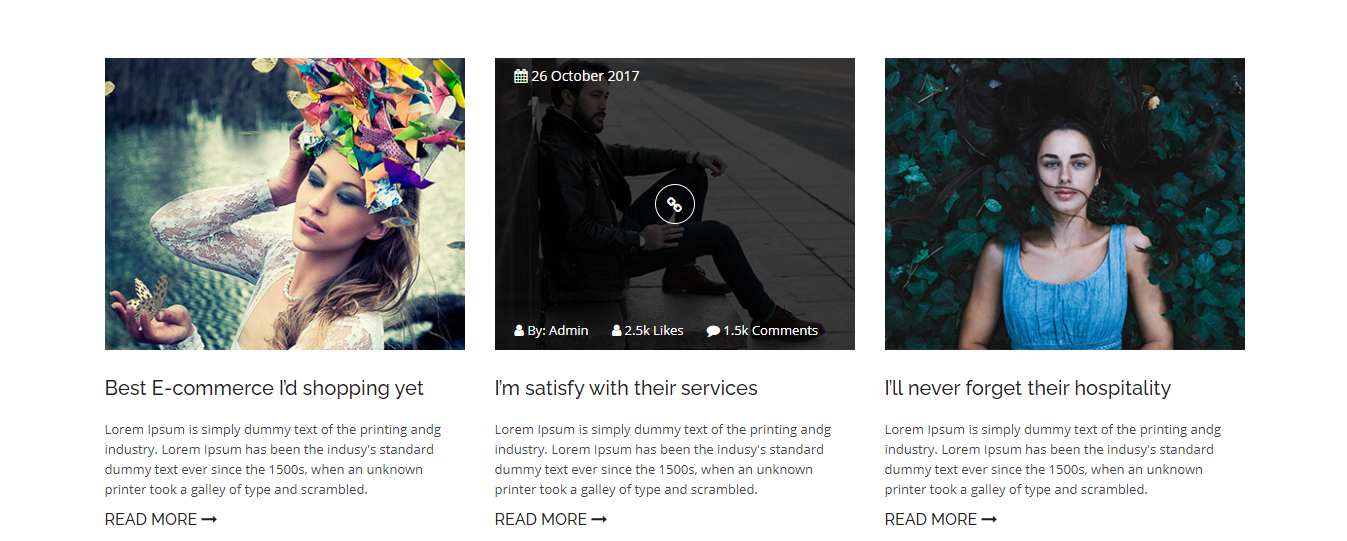 26 October 2017
By: Admin 2.5k Likes 1.5k Comments
Best E-commerce I'd shopping yet
Lorem Ipsum is simply dummy text of the printing andg
industry. Lorem Ipsum has been the indusy's standard
dummy text ever since the 1500s, when an unknown
printer took a galley of type and scrambled.
READ MORE
I'm satisfy with their services
Lorem Ipsum is simply dummy text of the printing andg
industry. Lorem Ipsum has been the indusy's standard
dummy text ever since the 1500s, when an unknown
printer took a galley of type and scrambled.
READ MORE
I'll never forget their hospitality
Lorem Ipsum is simply dummy text of the printing andg
industry. Lorem Ipsum has been the indusy's standard
dummy text ever since the 1500s, when an unknown
printer took a galley of type and scrambled.
READ MORE